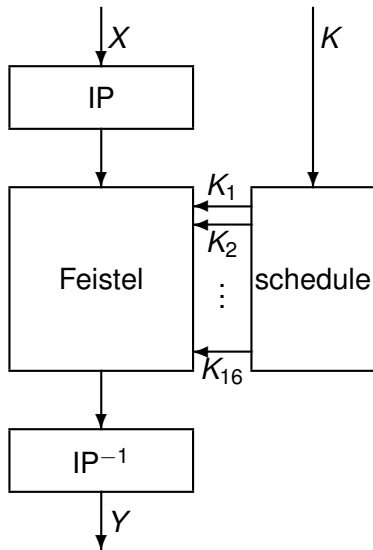 X
K
IP
K₁
K₂
Feistel
schedule
⋮
K₁₆
IP⁻¹
Y